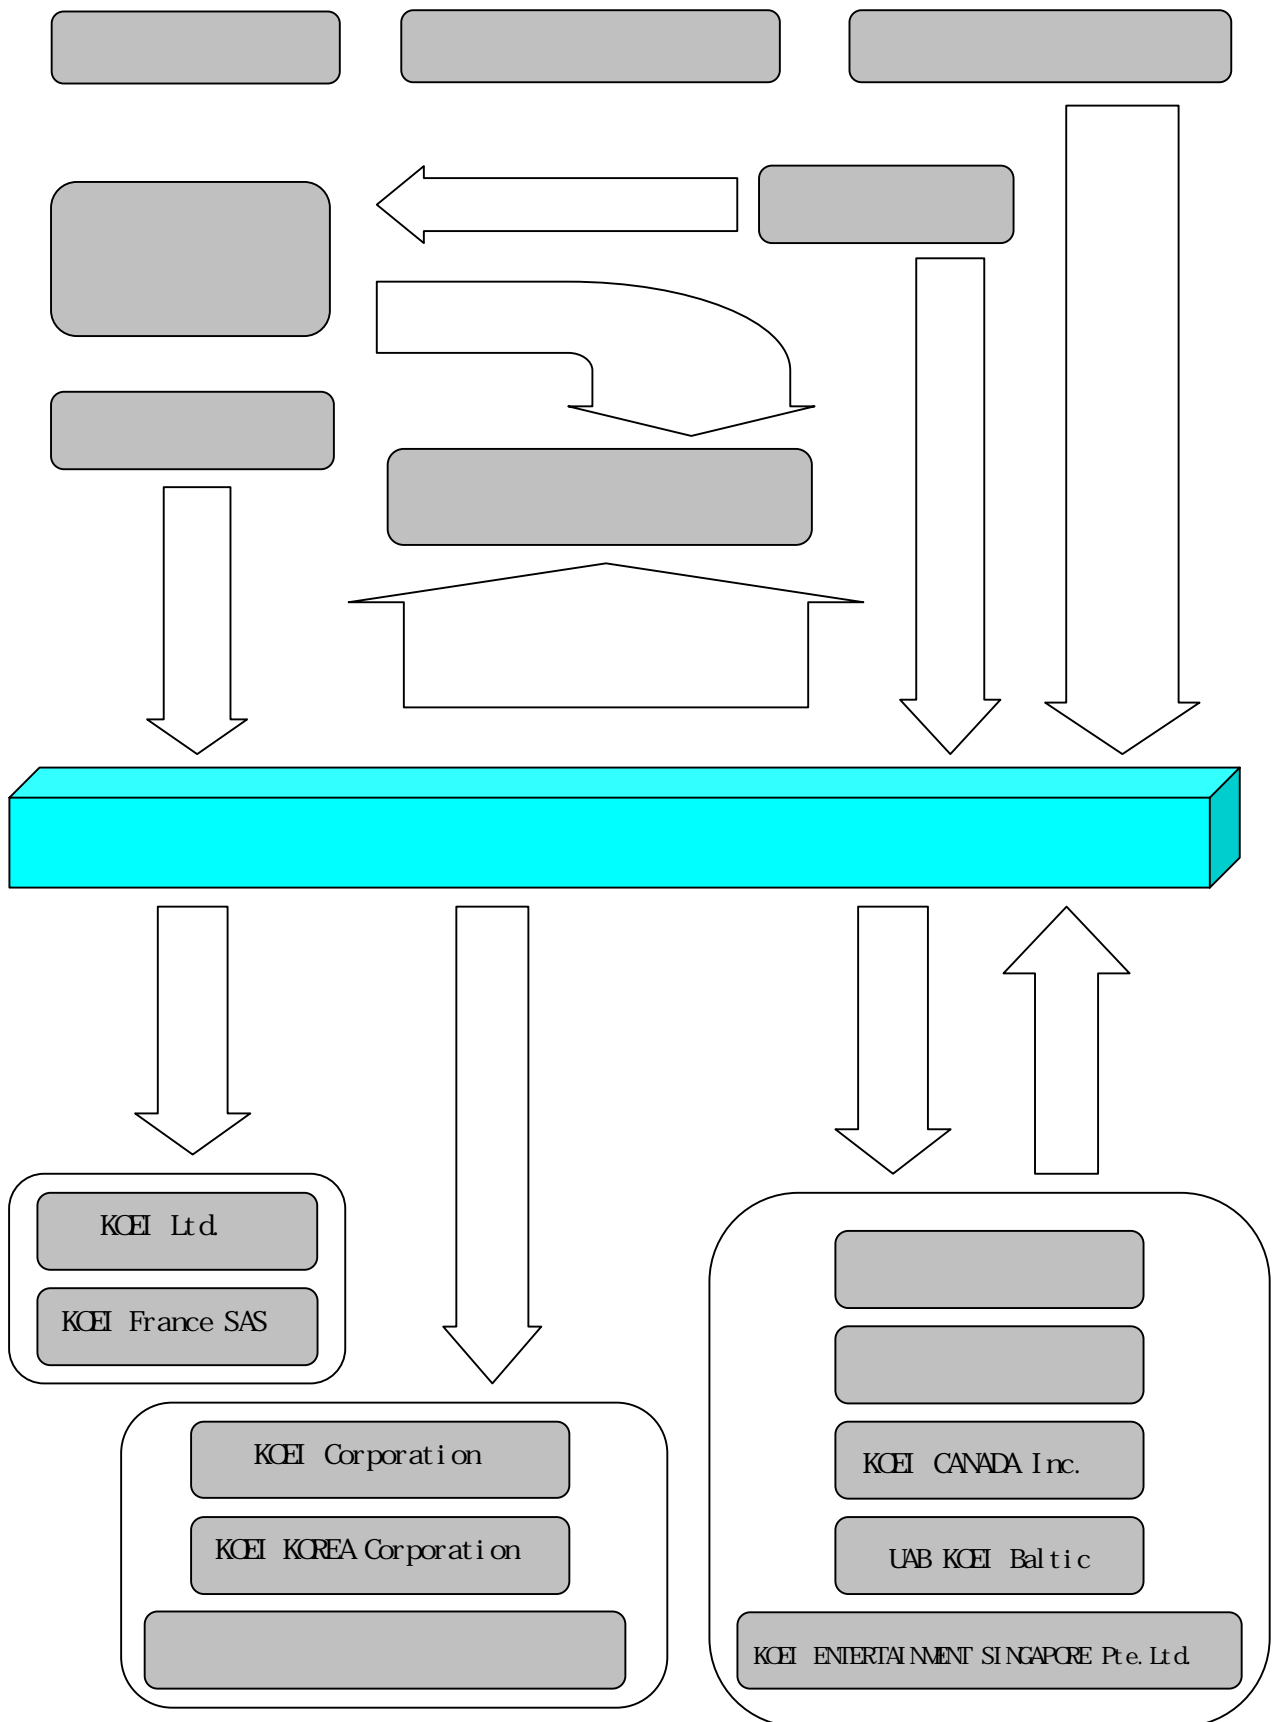 KOEI Ltd.
KOEI France SAS
KOEI Corporation
KOEI KOREA Corporation
KOEI CANADA Inc.
UAB KOEI Baltic
KOEI ENTERTAINMENT SINGAPORE Pte.Ltd.